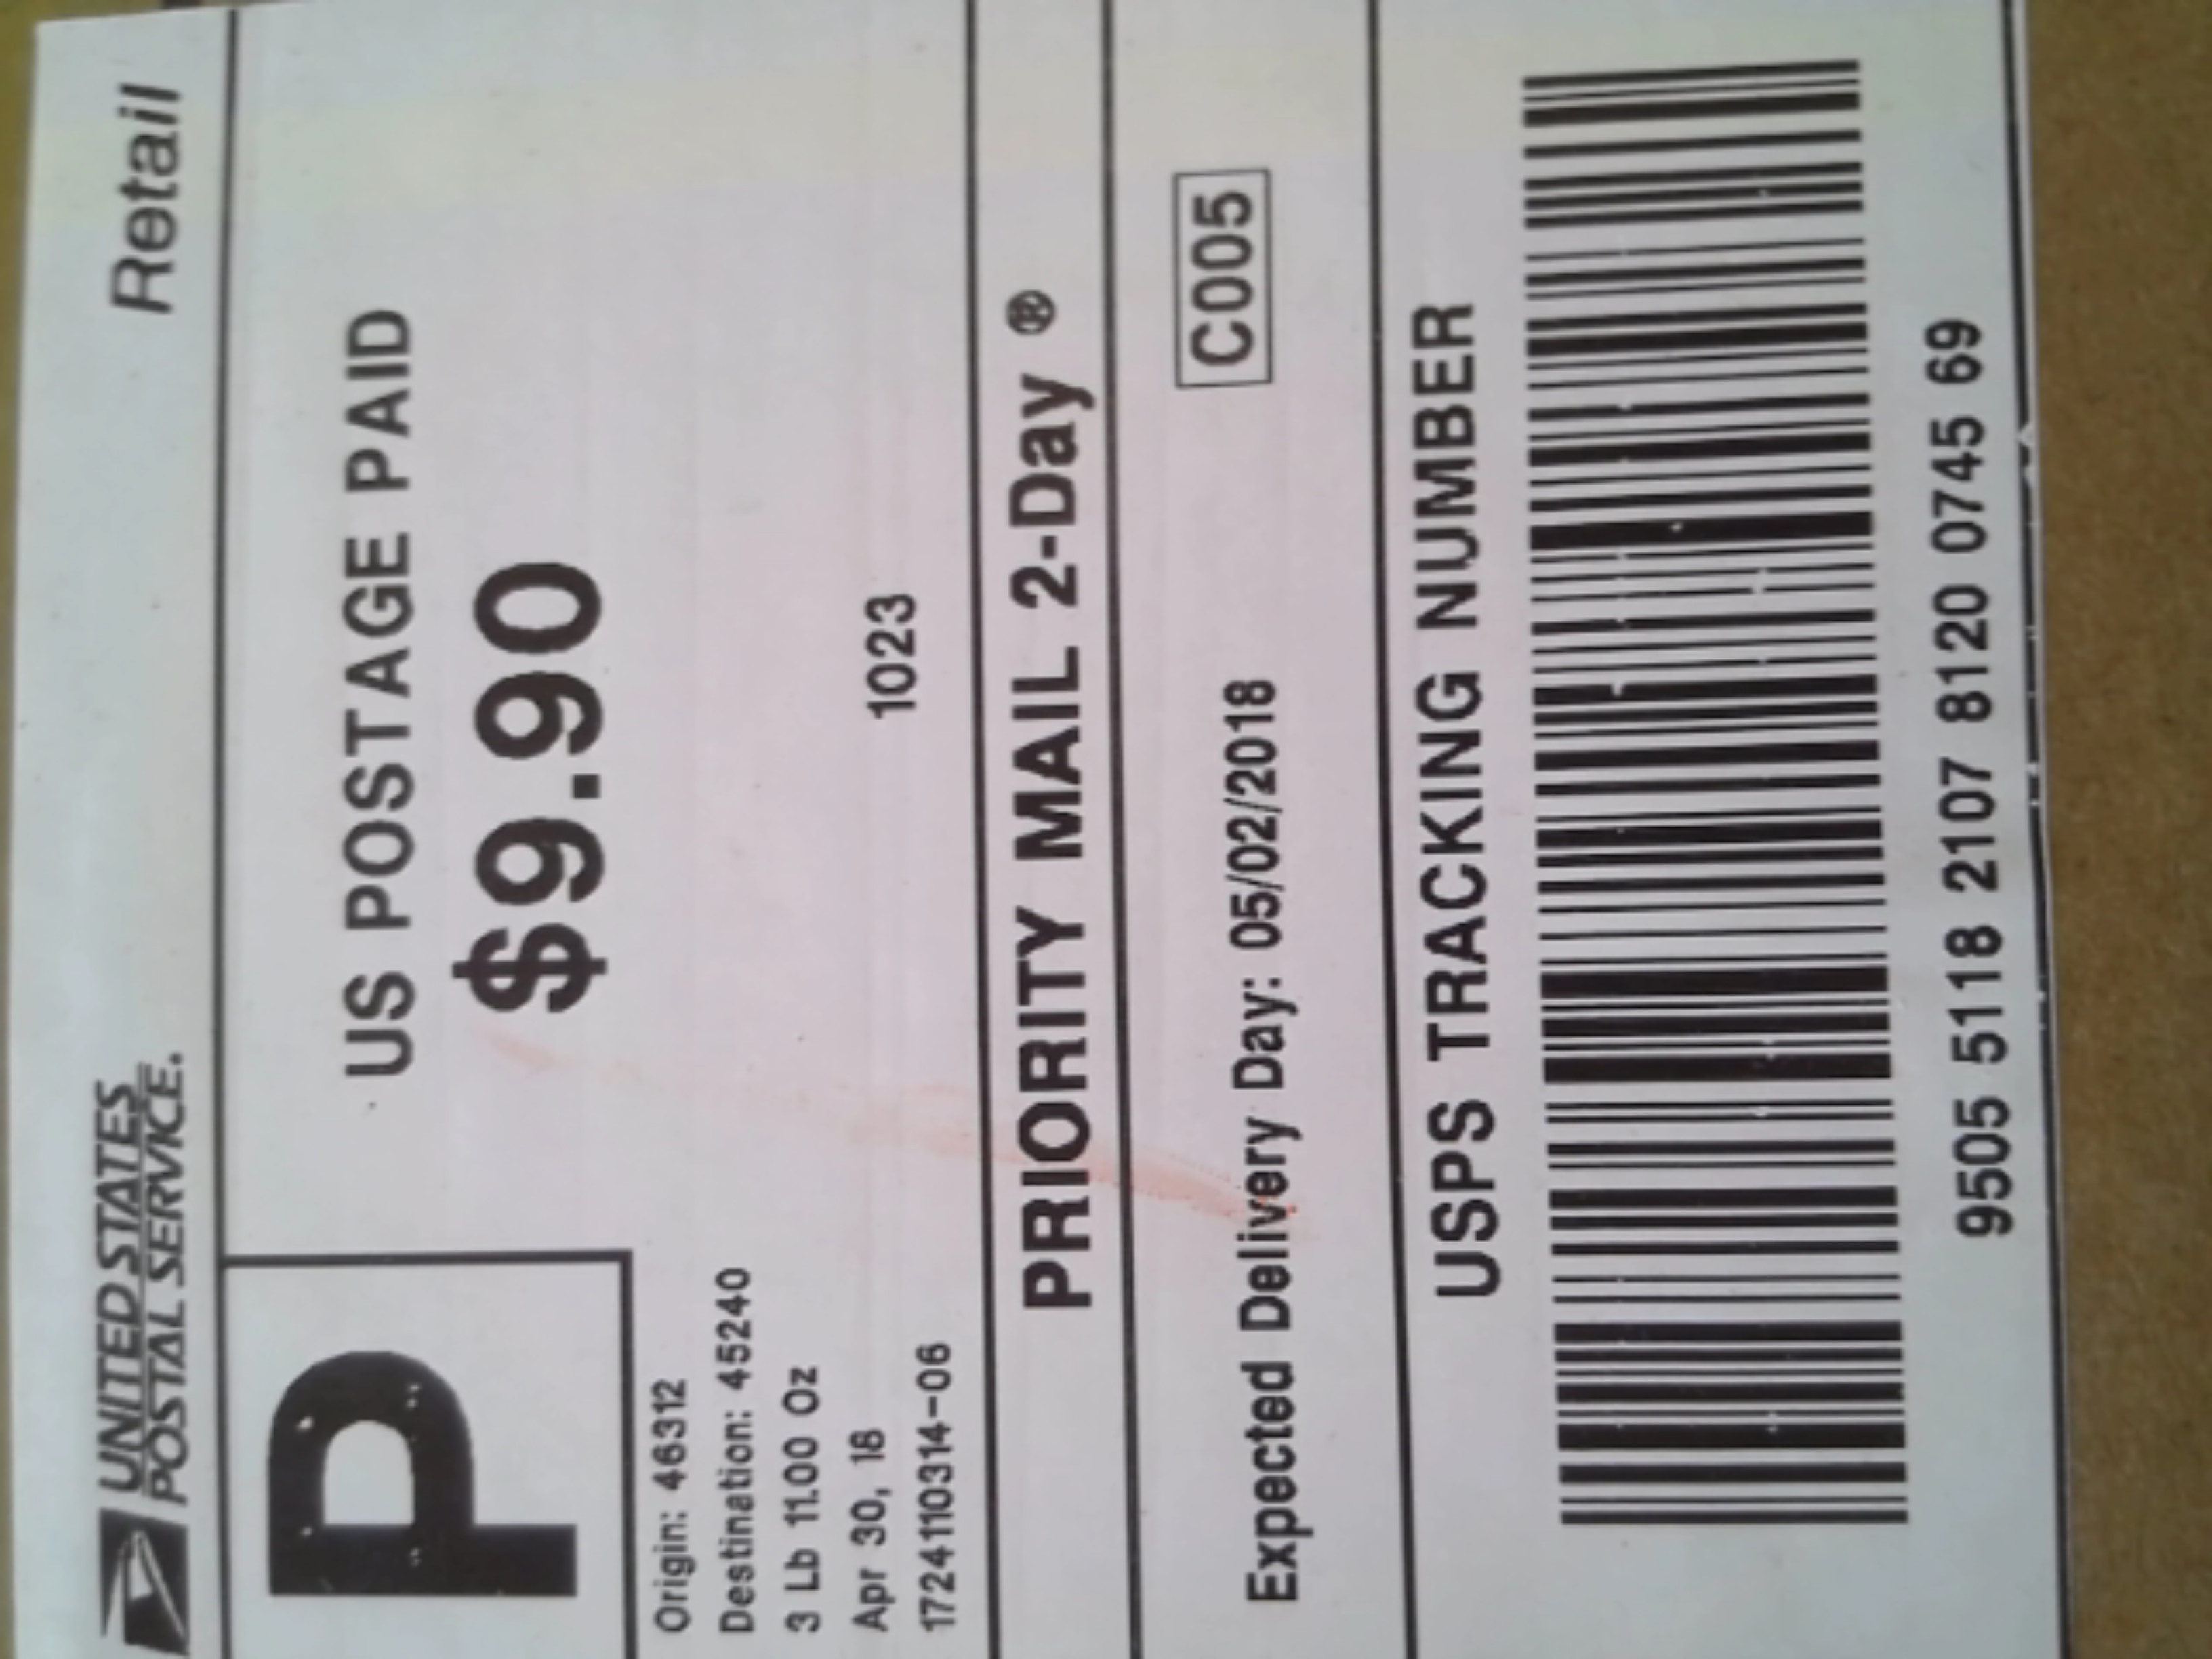 UNITED STATES
POSTAL SERVICE.
Retail
P
US POSTAGE PAID
$9.90
Origin: 46312
Destination: 45240
3 Lb 11.00 Oz
Apr 30, 18
1724110314-06
1023
PRIORITY MAIL 2-Day ®
Expected Delivery Day: 05/02/2018
C005
USPS TRACKING NUMBER
9505 5118 2107 8120 0745 69